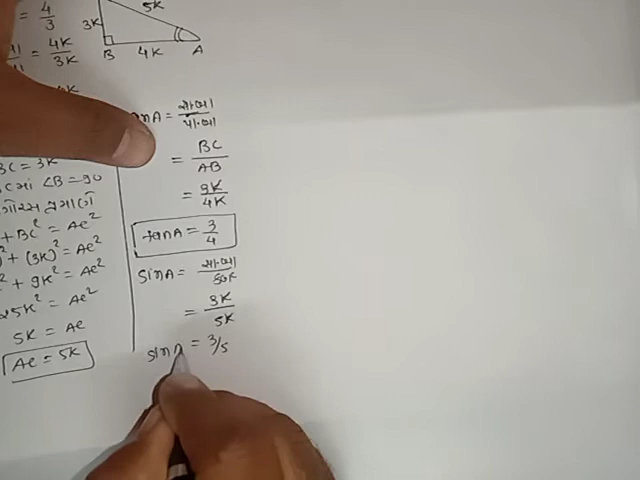 = 4/3
= 4K/3K
5K
3K
B 4K A
BC = 3K
∠B = 90
+ BC² = AC²
+ (3K)² = AC²
+ 9K² = AC²
25K² = AC²
5K = AC
AC = 5K
tanA = સા.બા/પા.બા
= BC/AB
= 3K/4K
tanA = 3/4
sinA = સા.બા/કર્ણ
= 3K/5K
sinA = 3/5